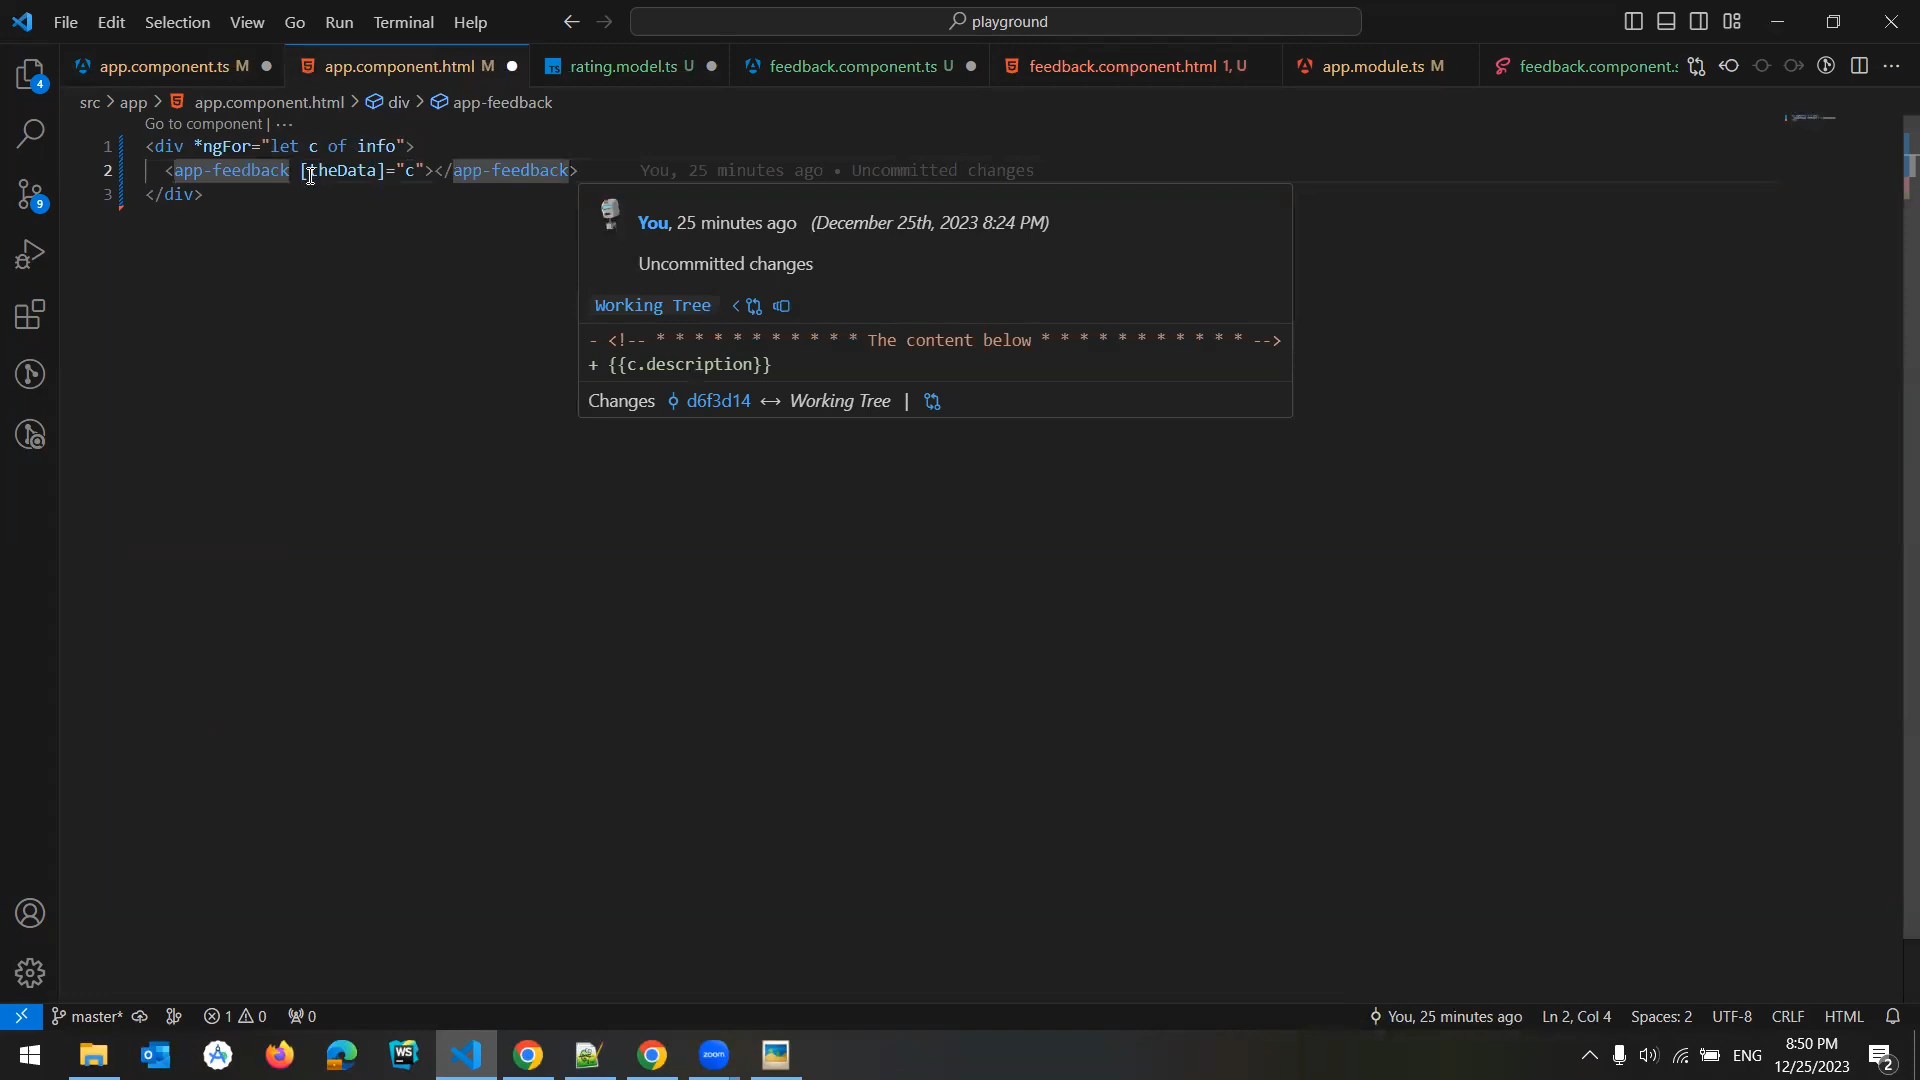 File Edit Selection View Go Run Terminal Help
playground
app.component.ts M
app.component.html M
rating.model.ts U
feedback.component.ts U
feedback.component.html 1, U
app.module.ts M
feedback.component.s
4
src > app > app.component.html > div > app-feedback
Go to component | ...
1 <div *ngFor="let c of info">
2 <app-feedback [theData]="c"></app-feedback> You, 25 minutes ago • Uncommitted changes
3 </div>
9
You, 25 minutes ago (December 25th, 2023 8:24 PM)
Uncommitted changes
Working Tree
- <!-- * * * * * * * * * * * The content below * * * * * * * * * * * -->
+ {{c.description}}
Changes d6f3d14 ↔ Working Tree |
master* 1 0 0
You, 25 minutes ago Ln 2, Col 4 Spaces: 2 UTF-8 CRLF HTML
WS
zoom
ENG
8:50 PM
12/25/2023
2